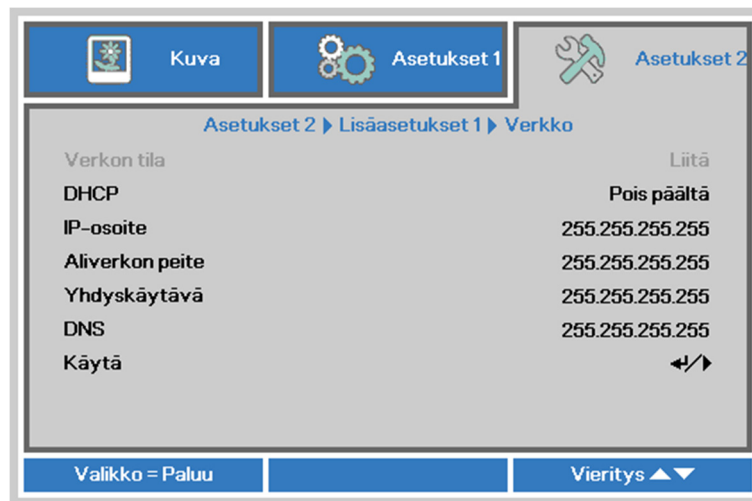 Kuva
Asetukset 1
Asetukset 2
Asetukset 2 ▶ Lisäasetukset 1 ▶ Verkko
Verkon tila Liitä
DHCP Pois päältä
IP-osoite 255.255.255.255
Aliverkon peite 255.255.255.255
Yhdyskäytävä 255.255.255.255
DNS 255.255.255.255
Käytä ↵/▶
Valikko = Paluu
Vieritys ▲▼